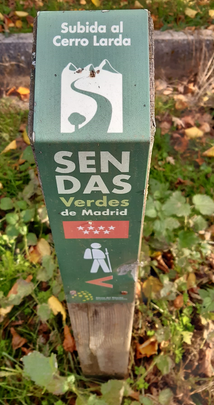 Subida al
Cerro Larda
SEN
DAS
Verdes
de Madrid